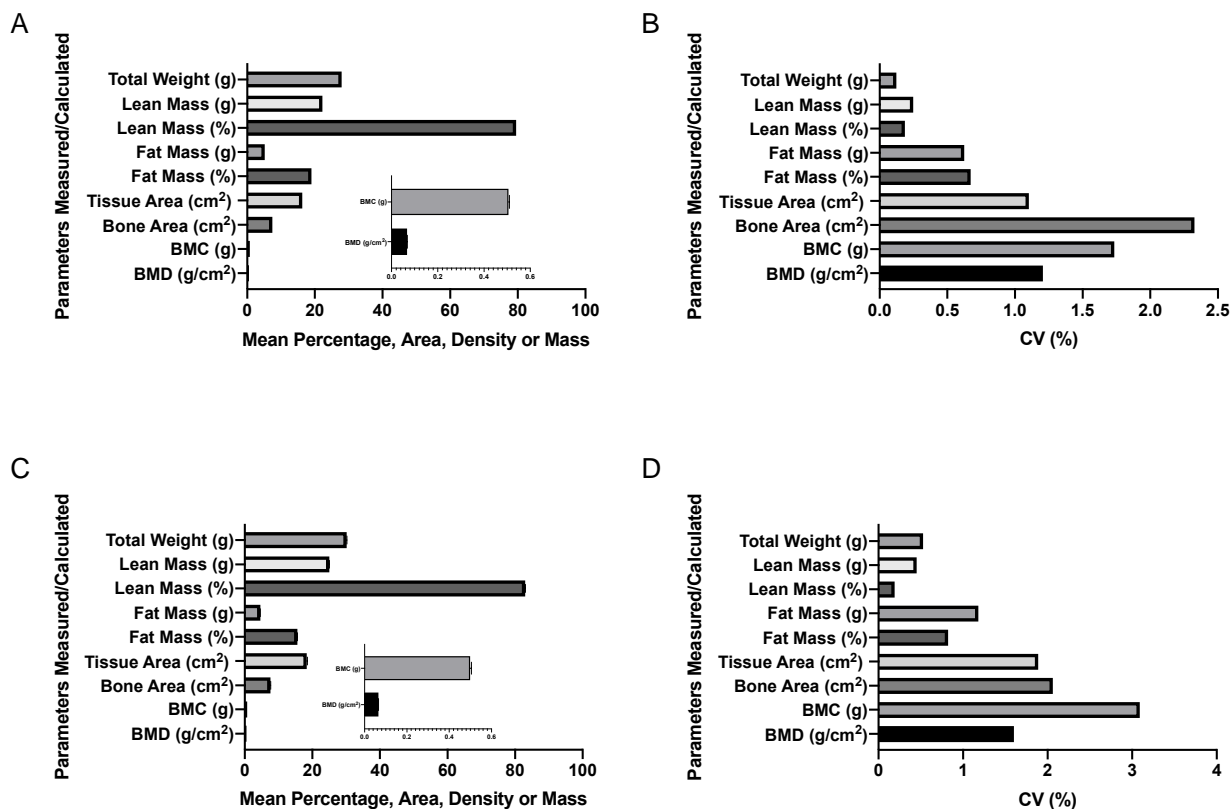 A
Parameters Measured/Calculated
Total Weight (g)
Lean Mass (g)
Lean Mass (%)
Fat Mass (g)
Fat Mass (%)
Tissue Area (cm²)
Bone Area (cm²)
BMC (g)
BMD (g/cm²)
0 20 40 60 80 100
Mean Percentage, Area, Density or Mass
BMC (g)
BMD (g/cm²)
0.0 0.2 0.4 0.6
B
Parameters Measured/Calculated
Total Weight (g)
Lean Mass (g)
Lean Mass (%)
Fat Mass (g)
Fat Mass (%)
Tissue Area (cm²)
Bone Area (cm²)
BMC (g)
BMD (g/cm²)
0.0 0.5 1.0 1.5 2.0 2.5
CV (%)
C
Parameters Measured/Calculated
Total Weight (g)
Lean Mass (g)
Lean Mass (%)
Fat Mass (g)
Fat Mass (%)
Tissue Area (cm²)
Bone Area (cm²)
BMC (g)
BMD (g/cm²)
0 20 40 60 80 100
Mean Percentage, Area, Density or Mass
BMC (g)
BMD (g/cm²)
0.0 0.2 0.4 0.6
D
Parameters Measured/Calculated
Total Weight (g)
Lean Mass (g)
Lean Mass (%)
Fat Mass (g)
Fat Mass (%)
Tissue Area (cm²)
Bone Area (cm²)
BMC (g)
BMD (g/cm²)
0 1 2 3 4
CV (%)